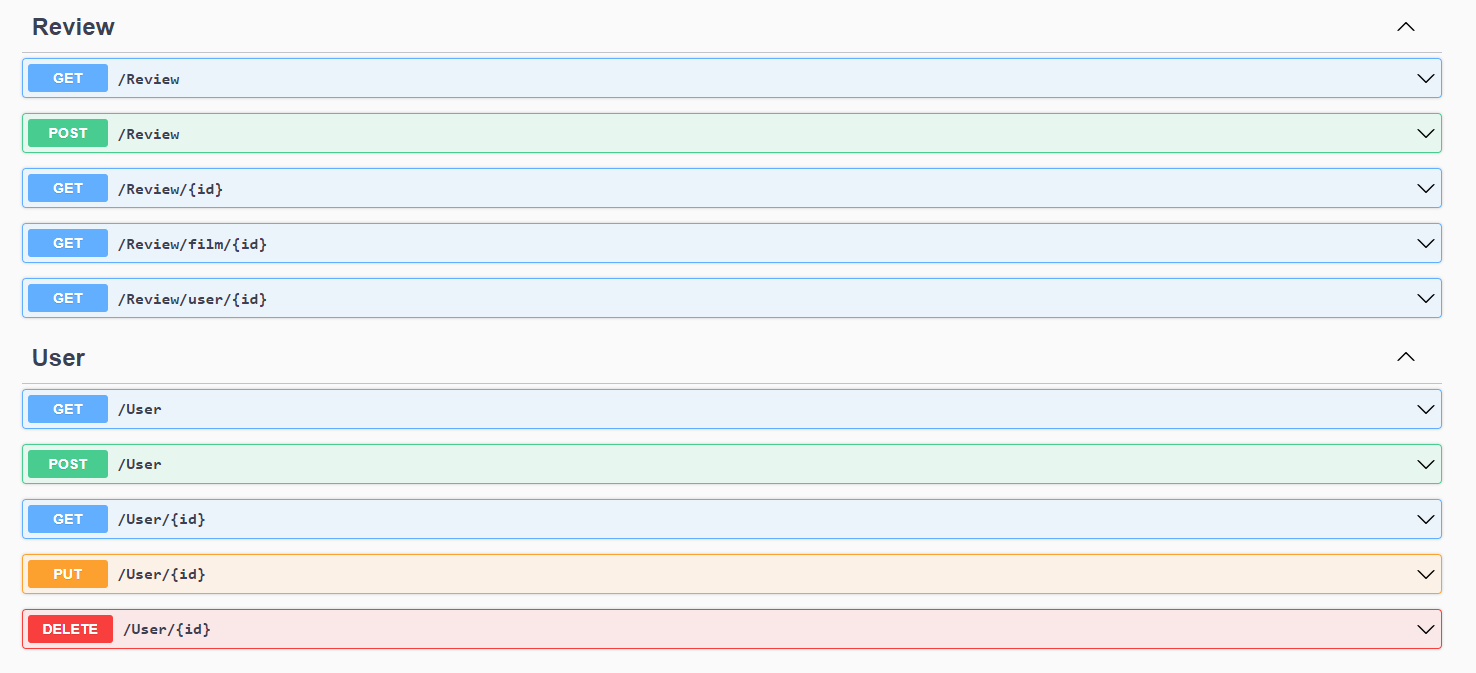 Review
GET /Review
POST /Review
GET /Review/{id}
GET /Review/film/{id}
GET /Review/user/{id}
User
GET /User
POST /User
GET /User/{id}
PUT /User/{id}
DELETE /User/{id}